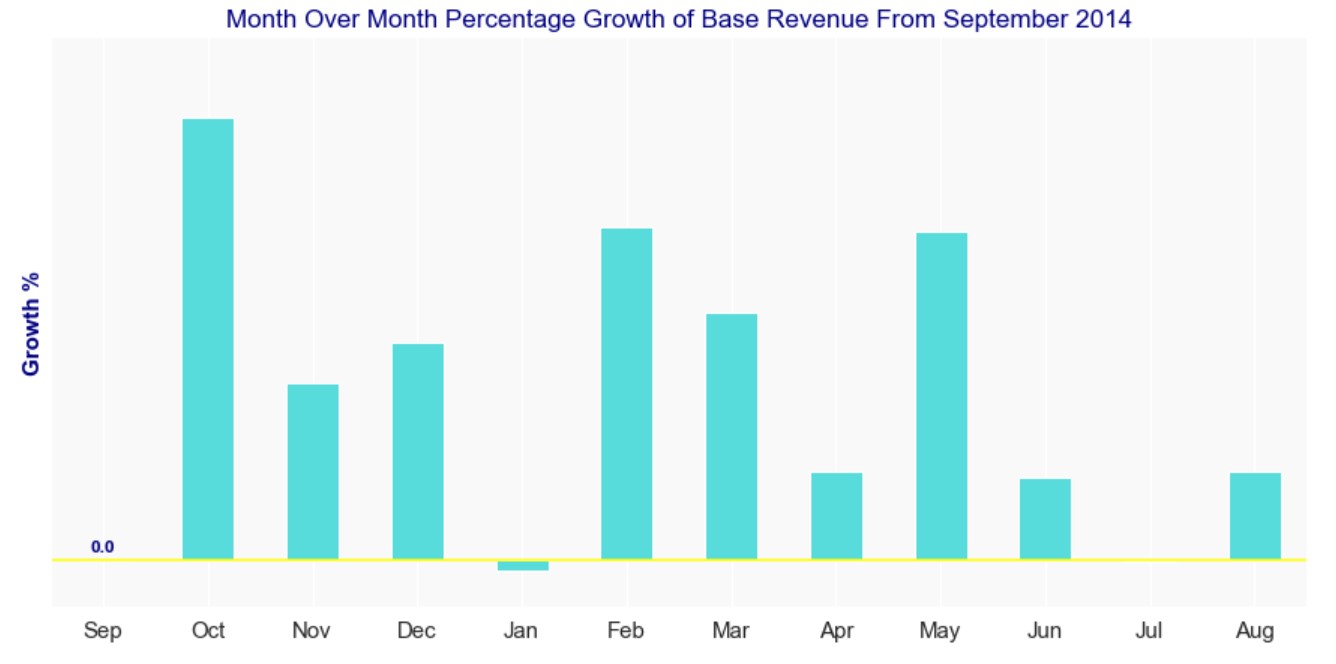 Month Over Month Percentage Growth of Base Revenue From September 2014
Growth %
0.0
Sep Oct Nov Dec Jan Feb Mar Apr May Jun Jul Aug